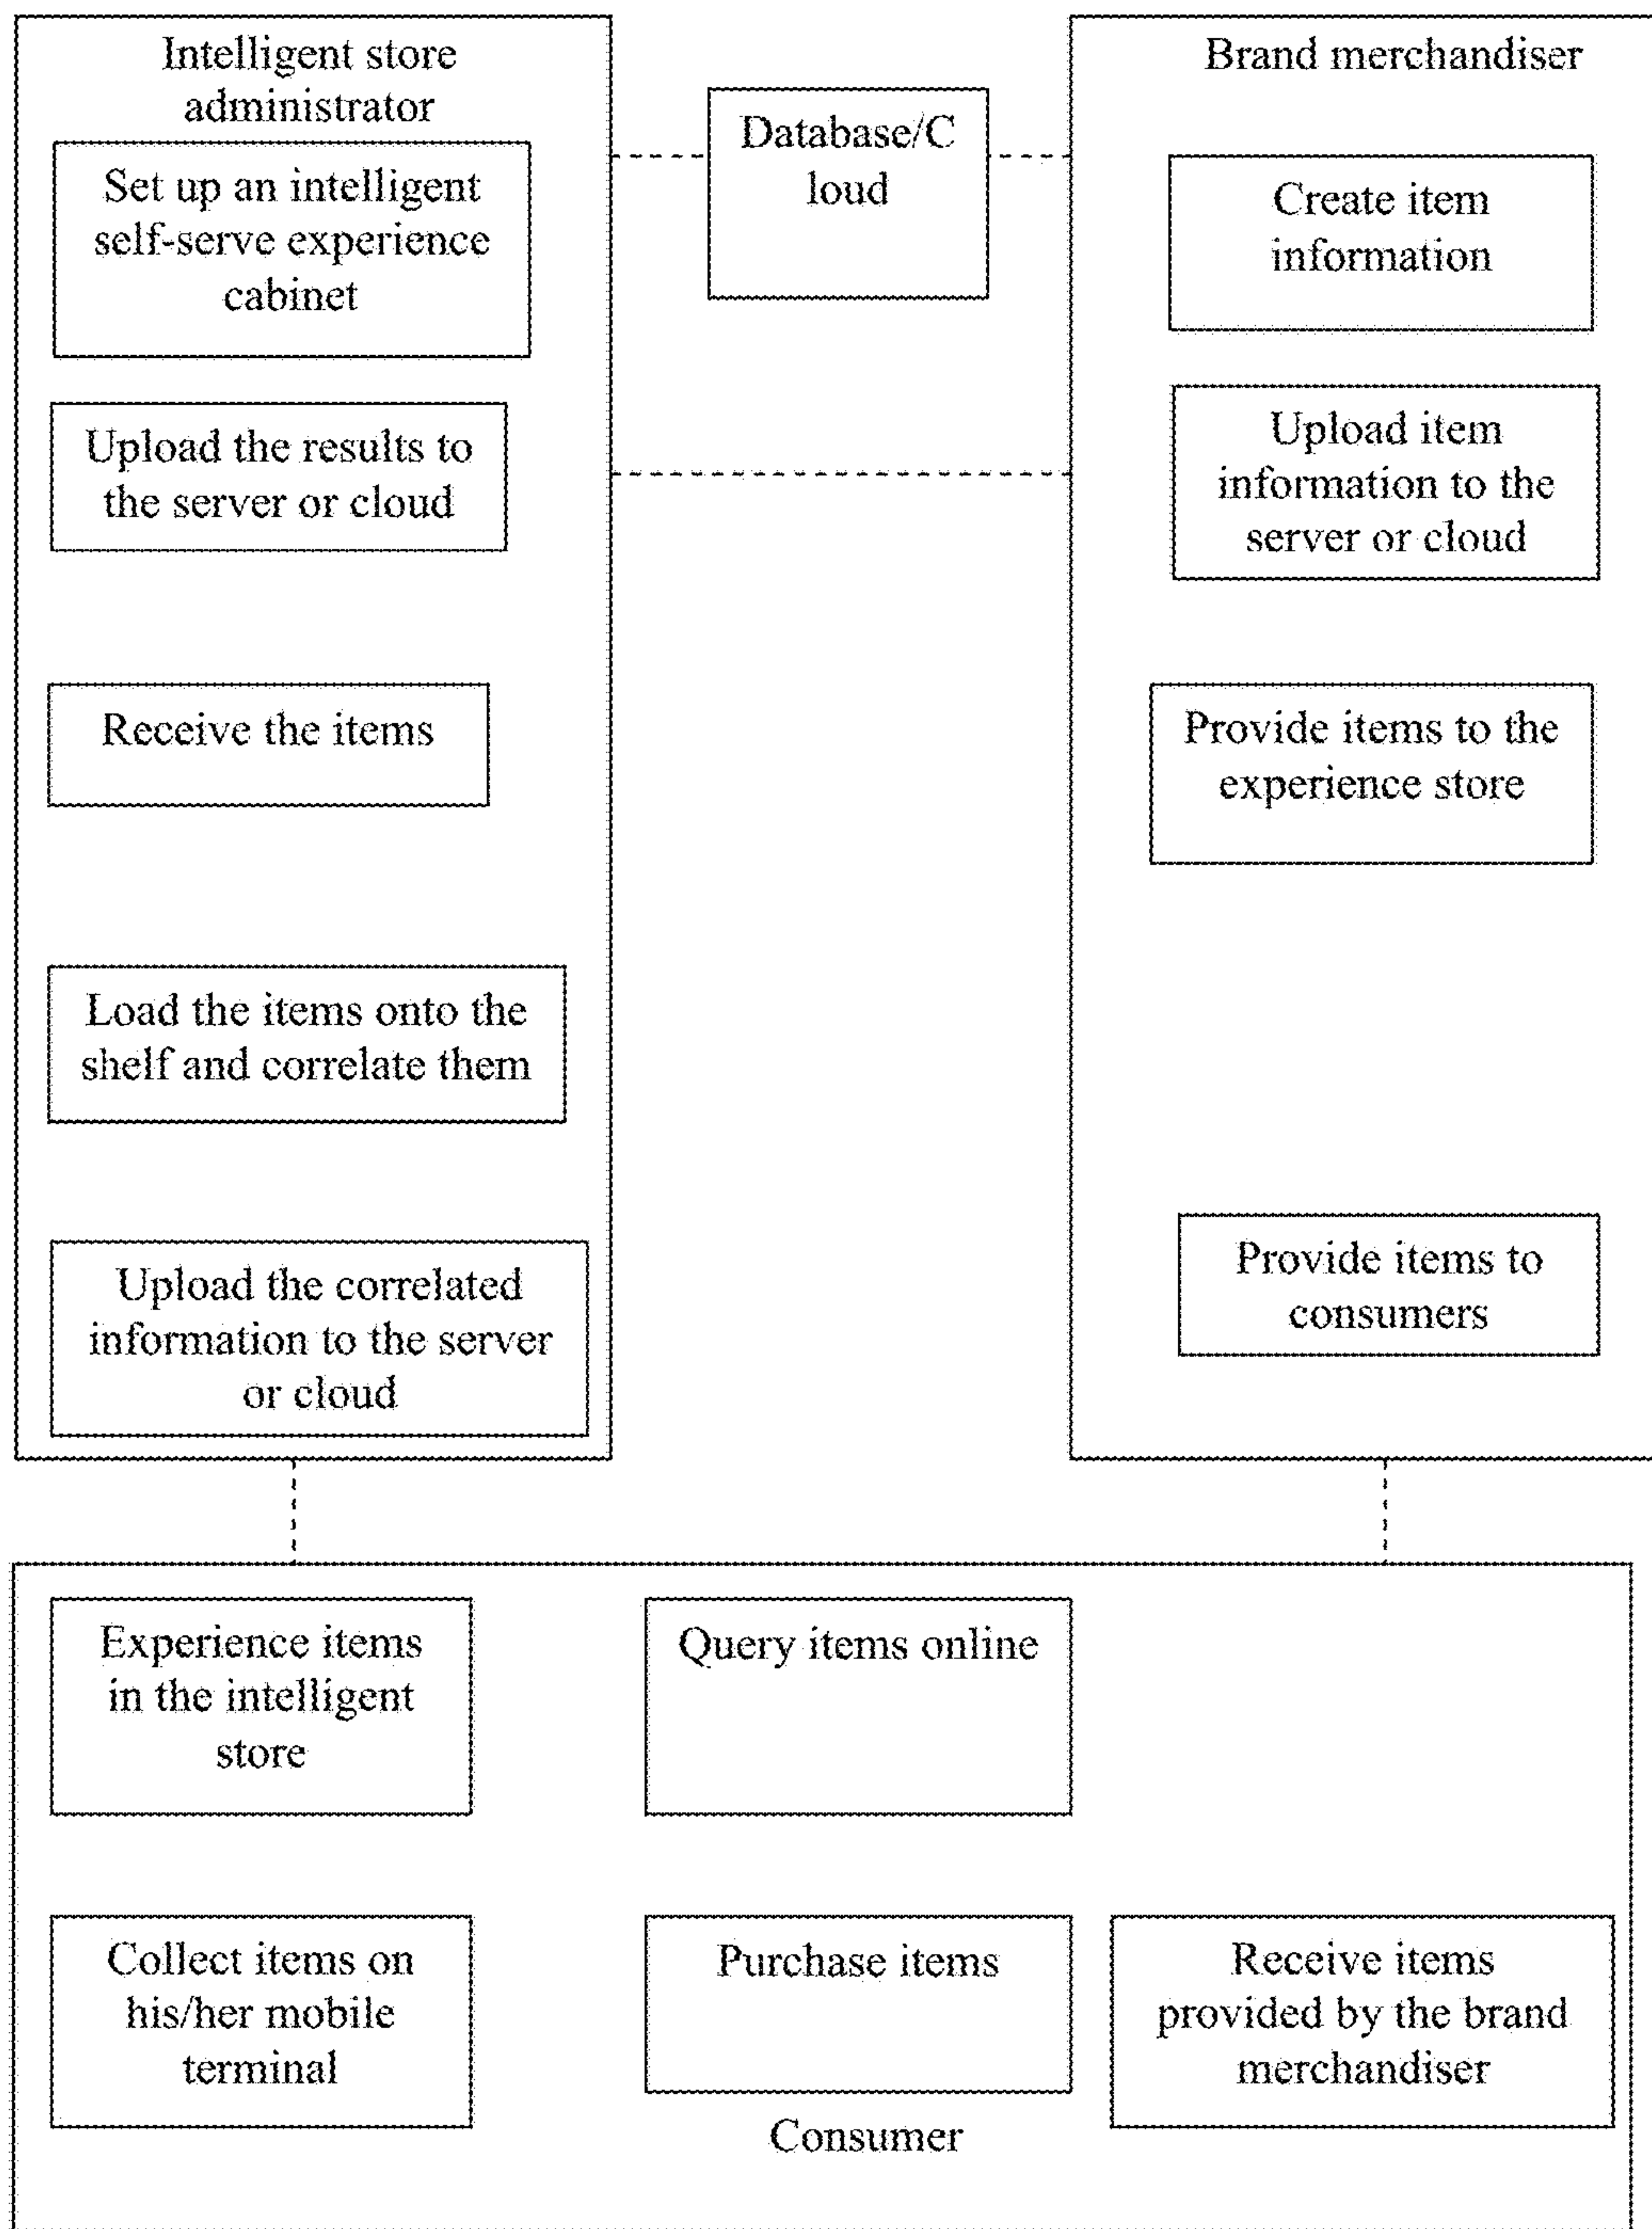 Intelligent store
administrator
Set up an intelligent
self-serve experience
cabinet
Upload the results to
the server or cloud
Receive the items
Load the items onto the
shelf and correlate them
Upload the correlated
information to the server
or cloud
Database/C
loud
Brand merchandiser
Create item
information
Upload item
information to the
server or cloud
Provide items to the
experience store
Provide items to
consumers
Experience items
in the intelligent
store
Query items online
Collect items on
his/her mobile
terminal
Purchase items
Receive items
provided by the brand
merchandiser
Consumer